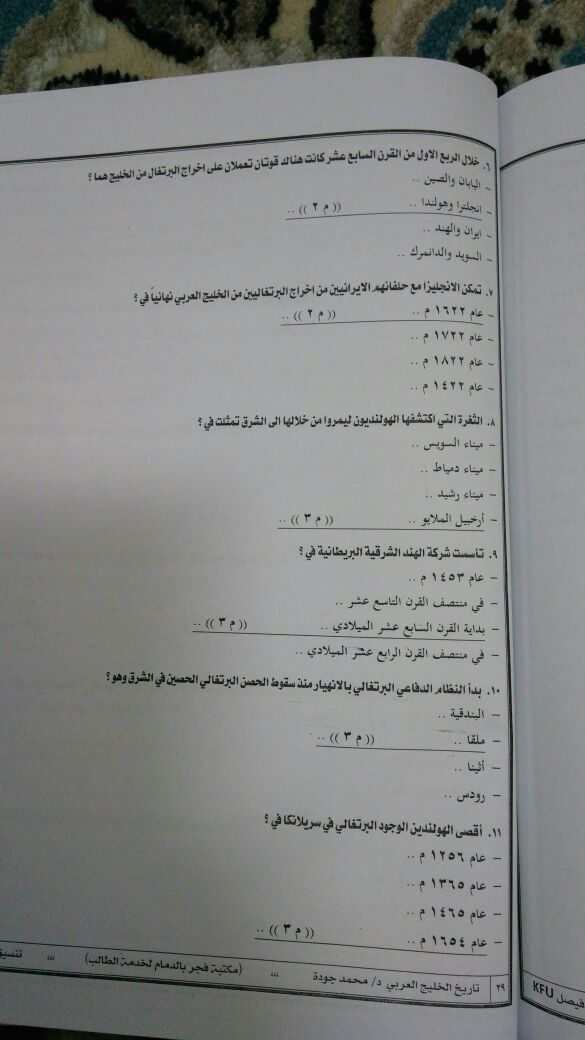 ٦. خلال الربع الاول من القرن السابع عشر كانت هناك قوتان تعملان على اخراج البرتغال من الخليج هما ؟
– اليابان والصين ..
– انجلترا وهولندا .. (( م ٢ )) ..
– ايران والهند ..
– السويد والدانمرك ..
٧. تمكن الانجليزا مع حلفائهم الايرانيين من اخراج البرتغاليين من الخليج العربي نهائياً في ؟
– عام ١٦٢٢ م .. (( م ٢ )) ..
– عام ١٧٢٢ م ..
– عام ١٨٢٢ م ..
– عام ١٤٢٢ م ..
٨. الثغرة التي اكتشفها الهولنديون ليمروا من خلالها الى الشرق تمثلت في ؟
– ميناء السويس ..
– ميناء دمياط ..
– ميناء رشيد ..
– أرخبيل الملايو .. (( م ٣ )) ..
٩. تاسست شركة الهند الشرقية البريطانية في ؟
– عام ١٤٥٣ م ..
– في منتصف القرن التاسع عشر ..
– بداية القرن السابع عشر الميلادي .. (( م ٣ )) ..
– في منتصف القرن الرابع عشر الميلادي ..
١٠. بدأ النظام الدفاعي البرتغالي بالانهيار منذ سقوط الحصن البرتغالي الحصين في الشرق وهو ؟
– البندقية ..
– ملقا .. (( م ٣ )) ..
– أثينا ..
– رودس ..
١١. أقصى الهولندين الوجود البرتغالي في سريلانكا في ؟
– عام ١٢٥٦ م ..
– عام ١٣٦٥ م ..
– عام ١٤٦٥ م ..
– عام ١٦٥٤ م .. (( م ٣ )) ..
٢٩ تاريخ الخليج العربي د/ محمد جودة ،،، (مكتبة فجر بالدمام لخدمة الطالب) ،،، تنسيق
فيصل KFU